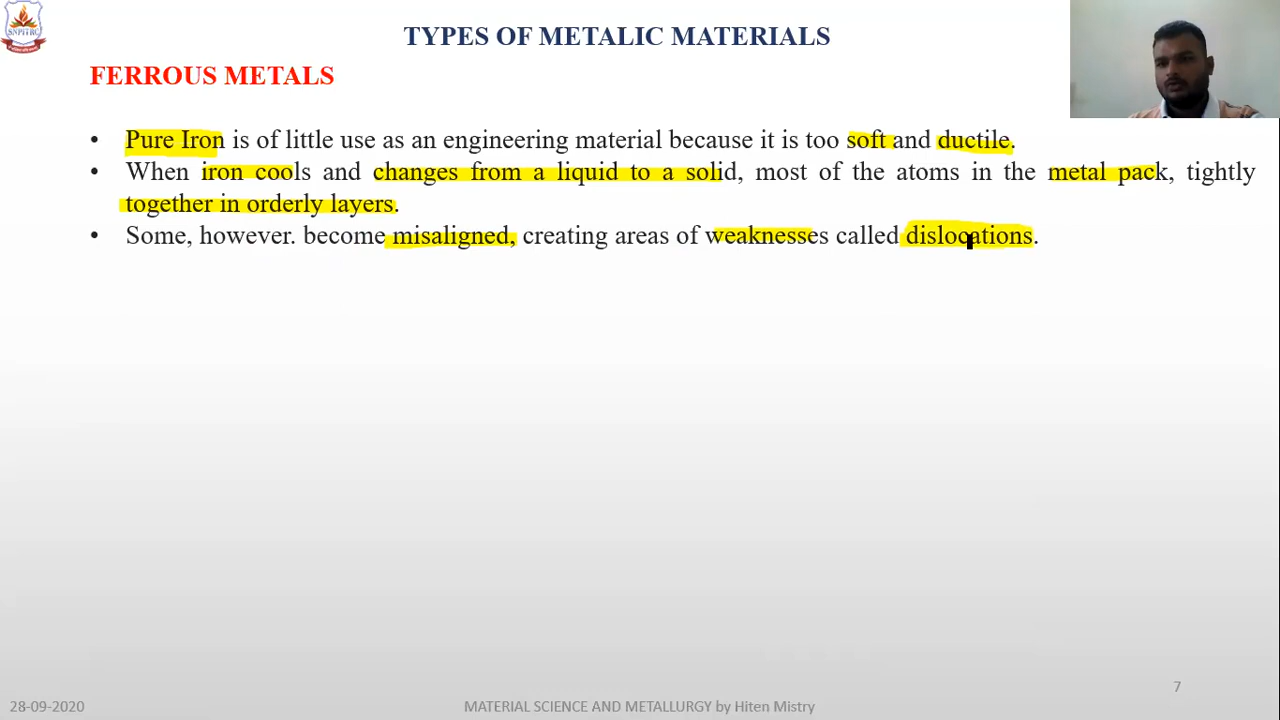 SNPITRC
TYPES OF METALIC MATERIALS
FERROUS METALS
• Pure Iron is of little use as an engineering material because it is too soft and ductile.
• When iron cools and changes from a liquid to a solid, most of the atoms in the metal pack, tightly
together in orderly layers.
• Some, however. become misaligned, creating areas of weaknesses called dislocations.
7
28-09-2020
MATERIAL SCIENCE AND METALLURGY by Hiten Mistry